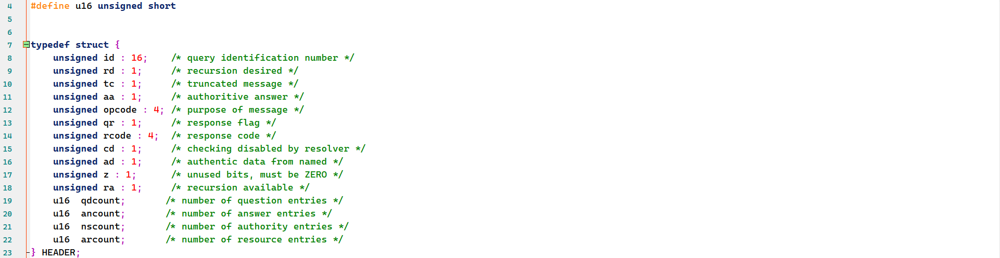 4 #define u16 unsigned short
5
6
7 typedef struct {
8 unsigned id : 16; /* query identification number */
9 unsigned rd : 1; /* recursion desired */
10 unsigned tc : 1; /* truncated message */
11 unsigned aa : 1; /* authoritive answer */
12 unsigned opcode : 4; /* purpose of message */
13 unsigned qr : 1; /* response flag */
14 unsigned rcode : 4; /* response code */
15 unsigned cd : 1; /* checking disabled by resolver */
16 unsigned ad : 1; /* authentic data from named */
17 unsigned z : 1; /* unused bits, must be ZERO */
18 unsigned ra : 1; /* recursion available */
19 u16 qdcount; /* number of question entries */
20 u16 ancount; /* number of answer entries */
21 u16 nscount; /* number of authority entries */
22 u16 arcount; /* number of resource entries */
23 } HEADER;